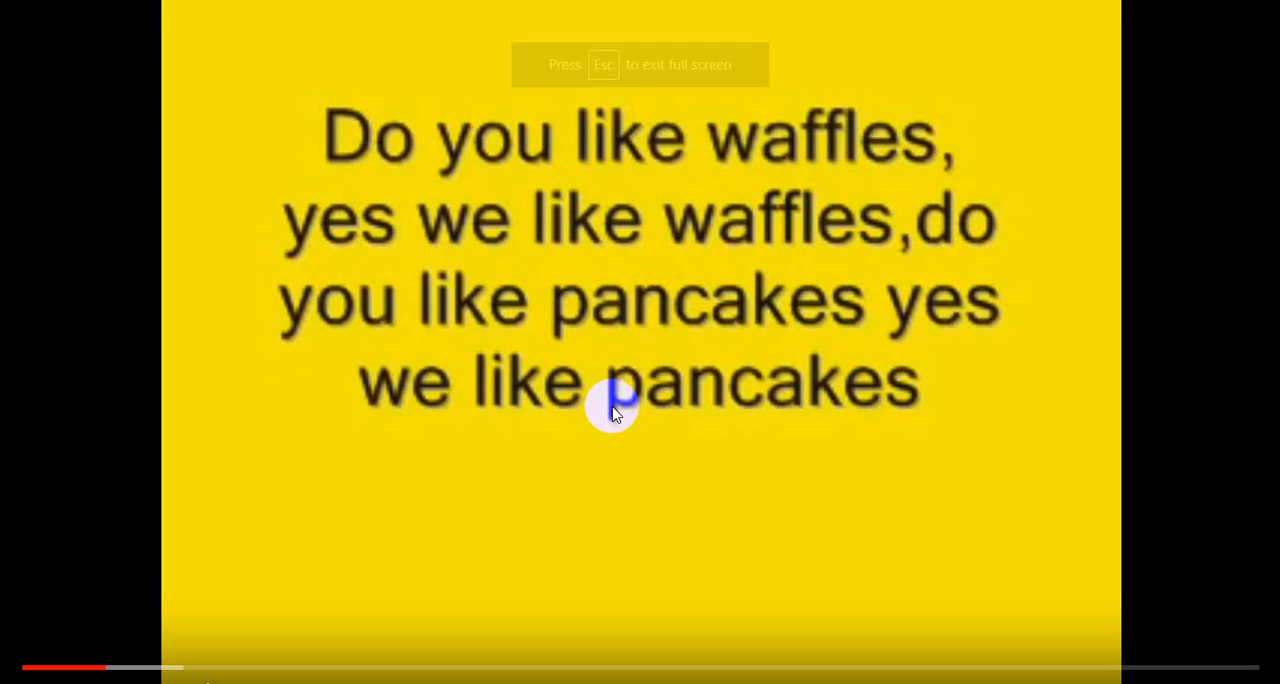 Press Esc to exit full screen
Do you like waffles,
yes we like waffles,do
you like pancakes yes
we like pancakes